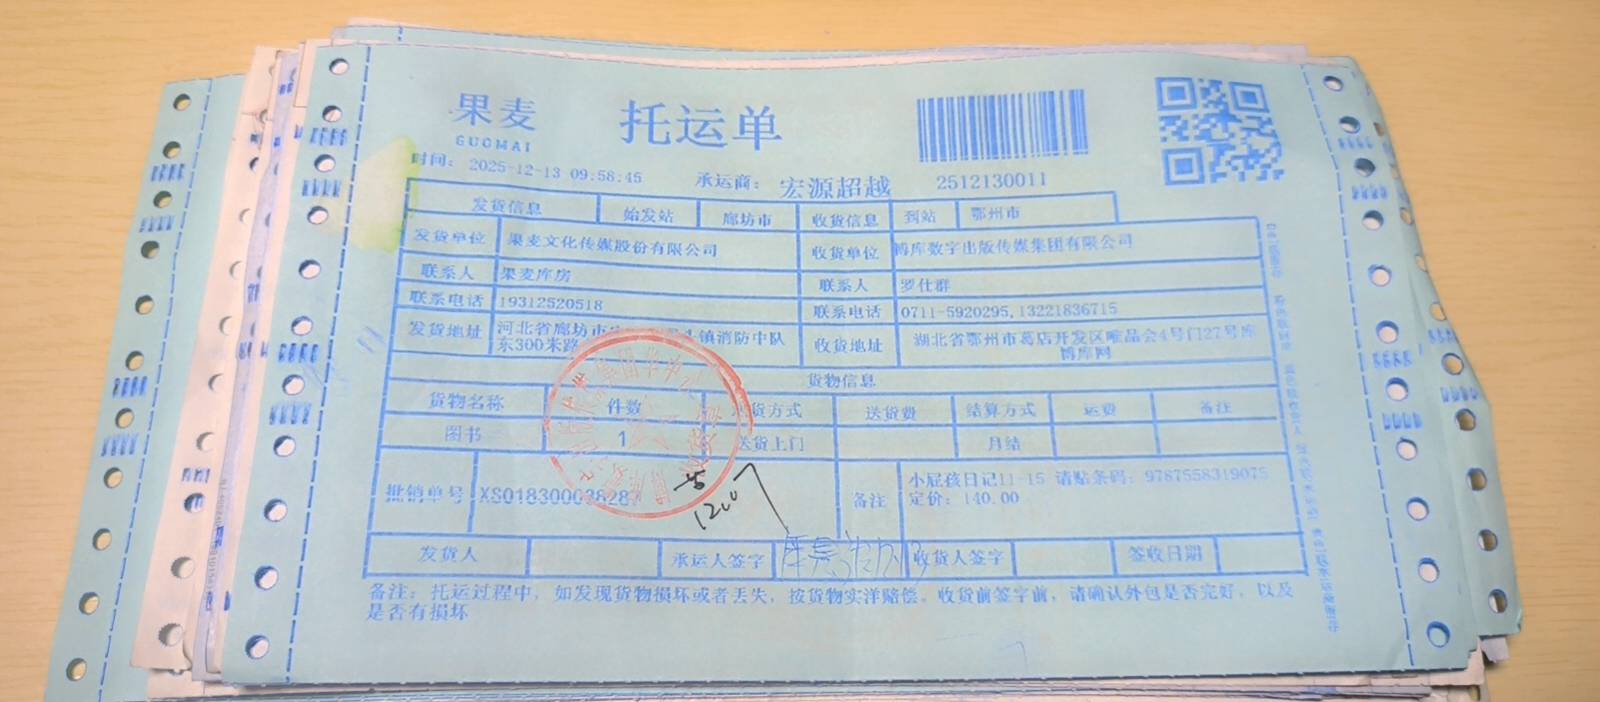 果麦
GUOMAI
托运单
时间: 2025-12-13 09:58:45 承运商: 宏源超越 2512130011
发货信息 始发站 廊坊市 收货信息 到站 鄂州市
发货单位 果麦文化传媒股份有限公司 收货单位 博库数字出版传媒集团有限公司
联系人 果麦库房 联系人 罗仕群
联系电话 19312520518 联系电话 0711-5920295,13221836715
发货地址 河北省廊坊市 头镇消防中队
东300米路 收货地址 湖北省鄂州市葛店开发区唯品会4号门27号库
博库网
货物信息
货物名称 件数 货方式 送货费 结算方式 运费 备注
图书 1 送货上门 月结
批销单号 XS01830003828 备注 小屁孩日记11-15 请贴条码: 9787558319075
定价: 140.00
发货人 承运人签字 收货人签字 签收日期
备注: 托运过程中, 如发现货物损坏或者丢失, 按货物实洋赔偿。收货前签字前, 请确认外包是否完好, 以及
是否有损坏